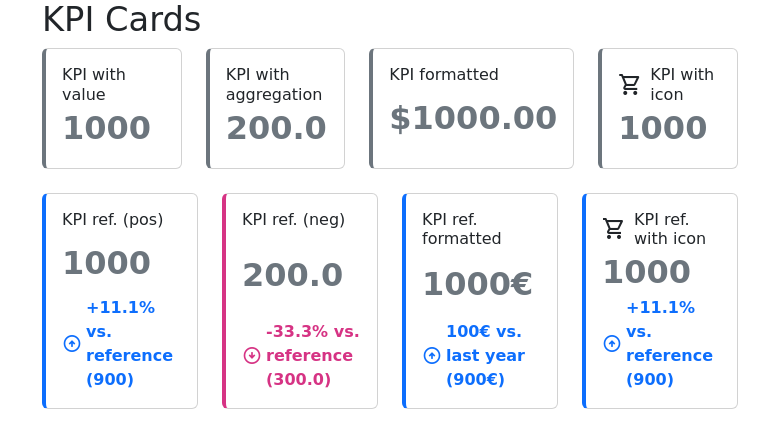 KPI Cards
KPI with
value
1000
KPI with
aggregation
200.0
KPI formatted
$1000.00
KPI with
icon
1000
KPI ref. (pos)
1000
+11.1%
vs.
reference
(900)
KPI ref. (neg)
200.0
-33.3% vs.
reference
(300.0)
KPI ref.
formatted
1000€
100€ vs.
last year
(900€)
KPI ref.
with icon
1000
+11.1%
vs.
reference
(900)